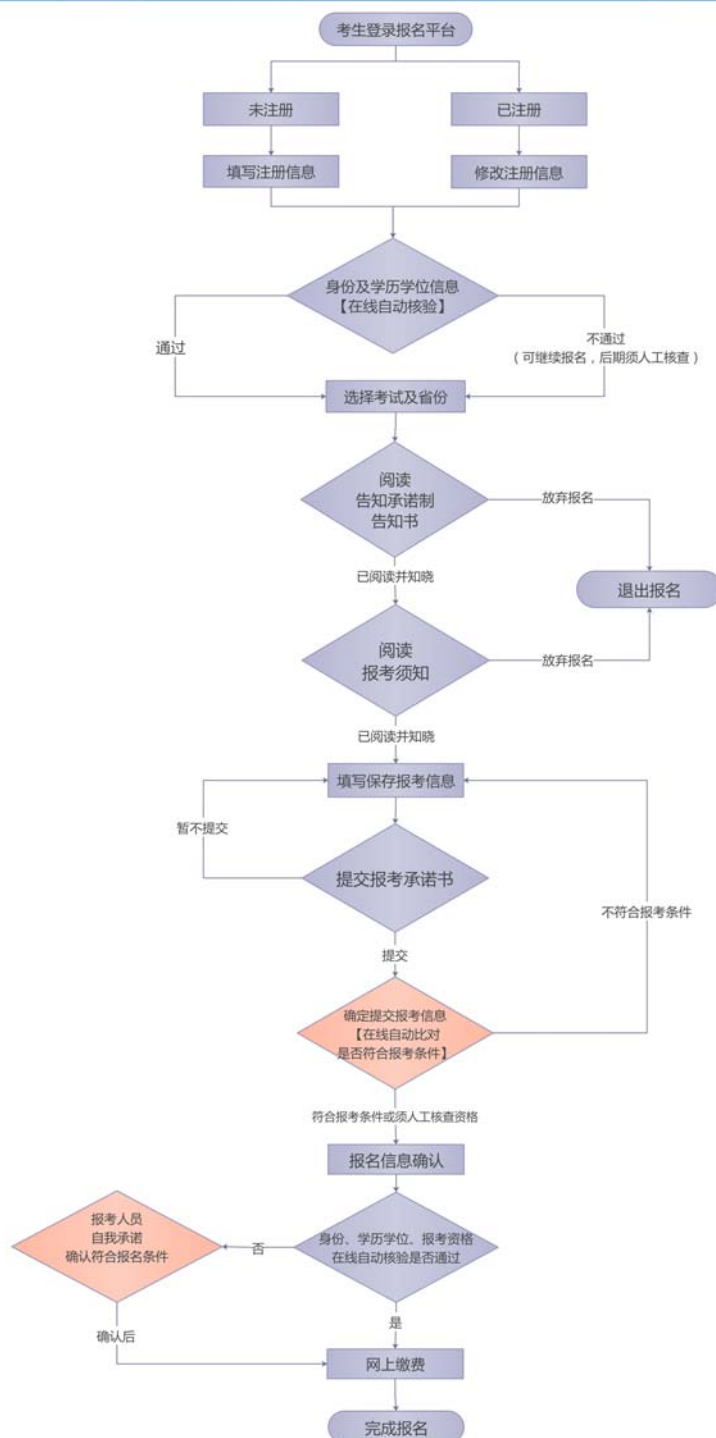 考生登录报名平台
未注册
已注册
填写注册信息
修改注册信息
身份及学历学位信息
【在线自动核验】
通过
不通过
（可继续报名，后期须人工核查）
选择考试及省份
阅读
告知承诺制
告知书
放弃报名
已阅读并知晓
退出报名
阅读
报考须知
放弃报名
已阅读并知晓
填写保存报考信息
暂不提交
提交报考承诺书
不符合报考条件
提交
确定提交报考信息
【在线自动比对
是否符合报考条件】
符合报考条件或须人工核查资格
报名信息确认
报考人员
自我承诺
确认符合报名条件
否
身份、学历学位、报考资格
在线自动核验是否通过
是
确认后
网上缴费
完成报名